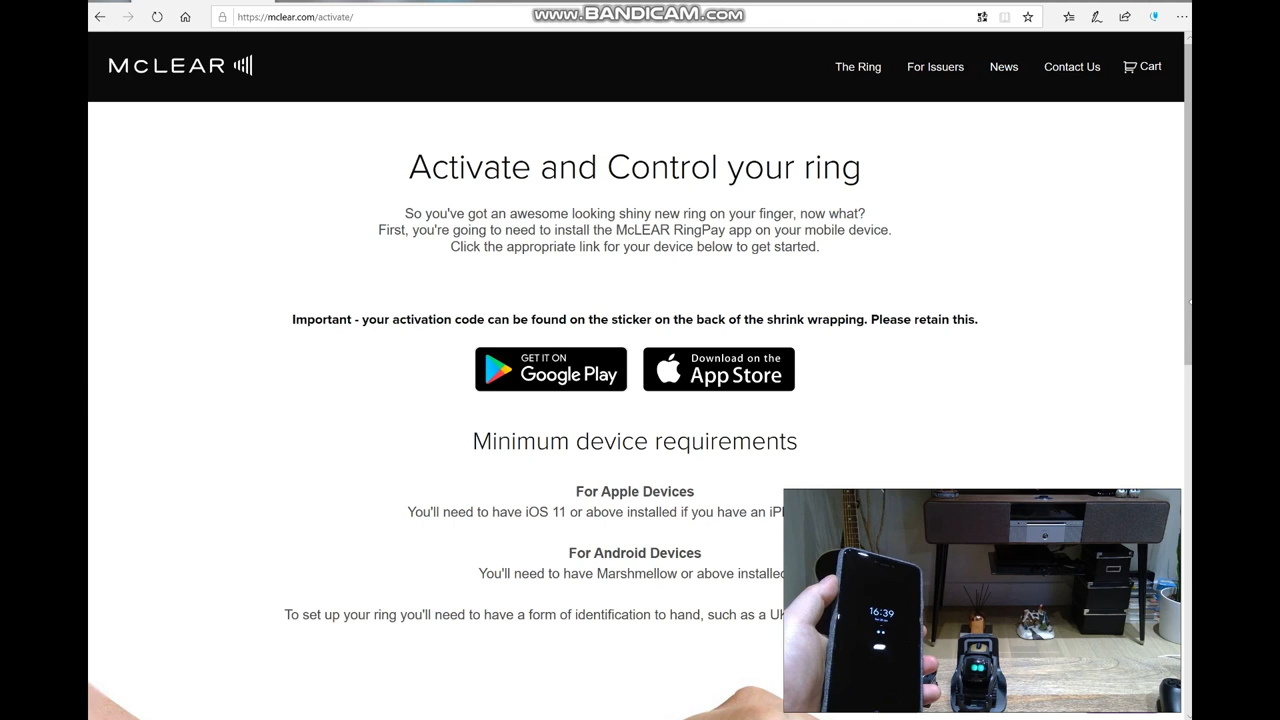 https://mclear.com/activate/
www.BANDICAM.com
McLEAR
The Ring
For Issuers
News
Contact Us
Cart
Activate and Control your ring
So you've got an awesome looking shiny new ring on your finger, now what?
First, you're going to need to install the McLEAR RingPay app on your mobile device.
Click the appropriate link for your device below to get started.
Important - your activation code can be found on the sticker on the back of the shrink wrapping. Please retain this.
GET IT ON
Google Play
Download on the
App Store
Minimum device requirements
For Apple Devices
You'll need to have iOS 11 or above installed if you have an
For Android Devices
You'll need to have Marshmellow or above installed
To set up your ring you'll need to have a form of identification to hand, such as a
16:39